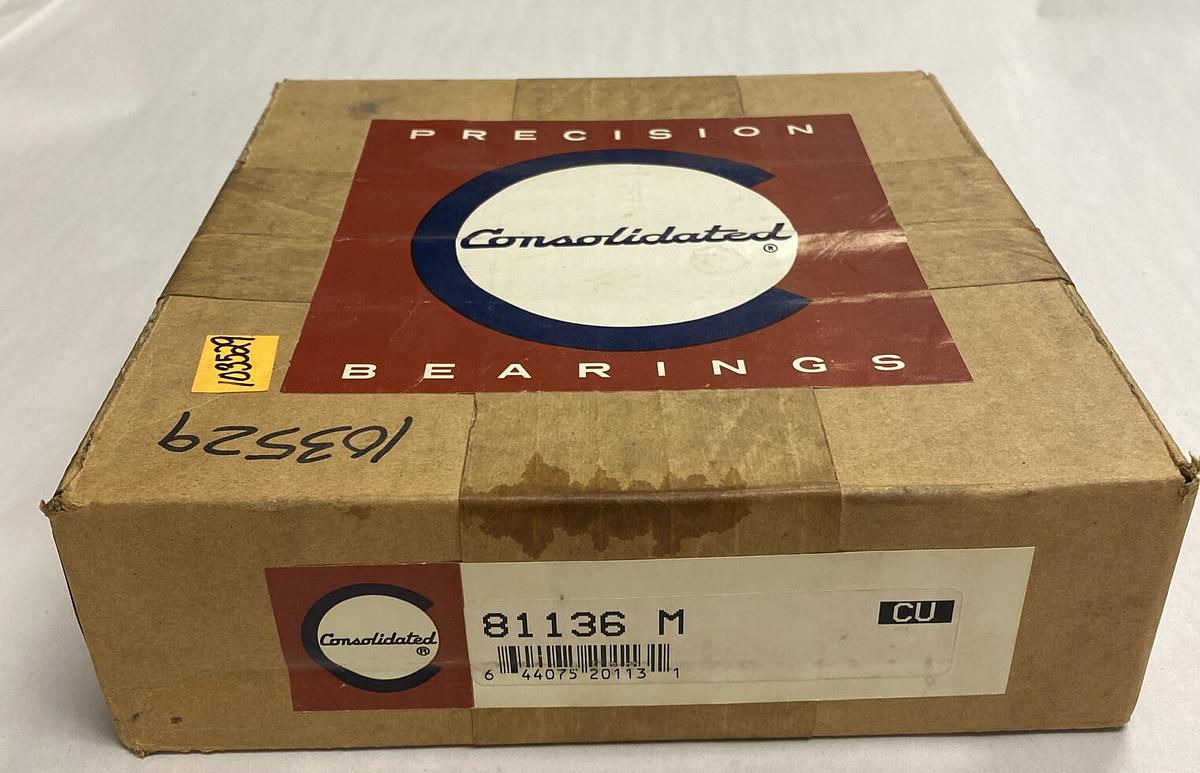 PRECISION
Consolidated
®
BEARINGS
103529
103529
Consolidated
®
81136 M
CU
6 44075 20113 1